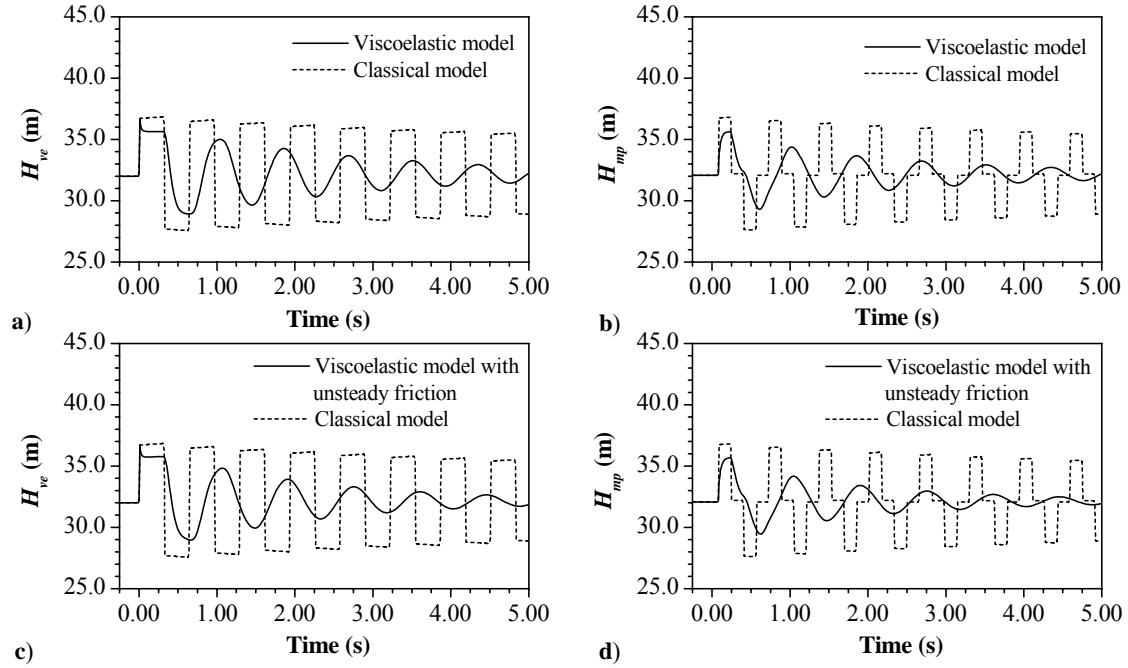 45.0
40.0
35.0
30.0
25.0
H_ve (m)
Viscoelastic model
Classical model
0.00 1.00 2.00 3.00 4.00 5.00
Time (s)
a)
45.0
40.0
35.0
30.0
25.0
H_mp (m)
Viscoelastic model
Classical model
0.00 1.00 2.00 3.00 4.00 5.00
Time (s)
b)
45.0
40.0
35.0
30.0
25.0
H_ve (m)
Viscoelastic model with
unsteady friction
Classical model
0.00 1.00 2.00 3.00 4.00 5.00
Time (s)
c)
45.0
40.0
35.0
30.0
25.0
H_mp (m)
Viscoelastic model with
unsteady friction
Classical model
0.00 1.00 2.00 3.00 4.00 5.00
Time (s)
d)